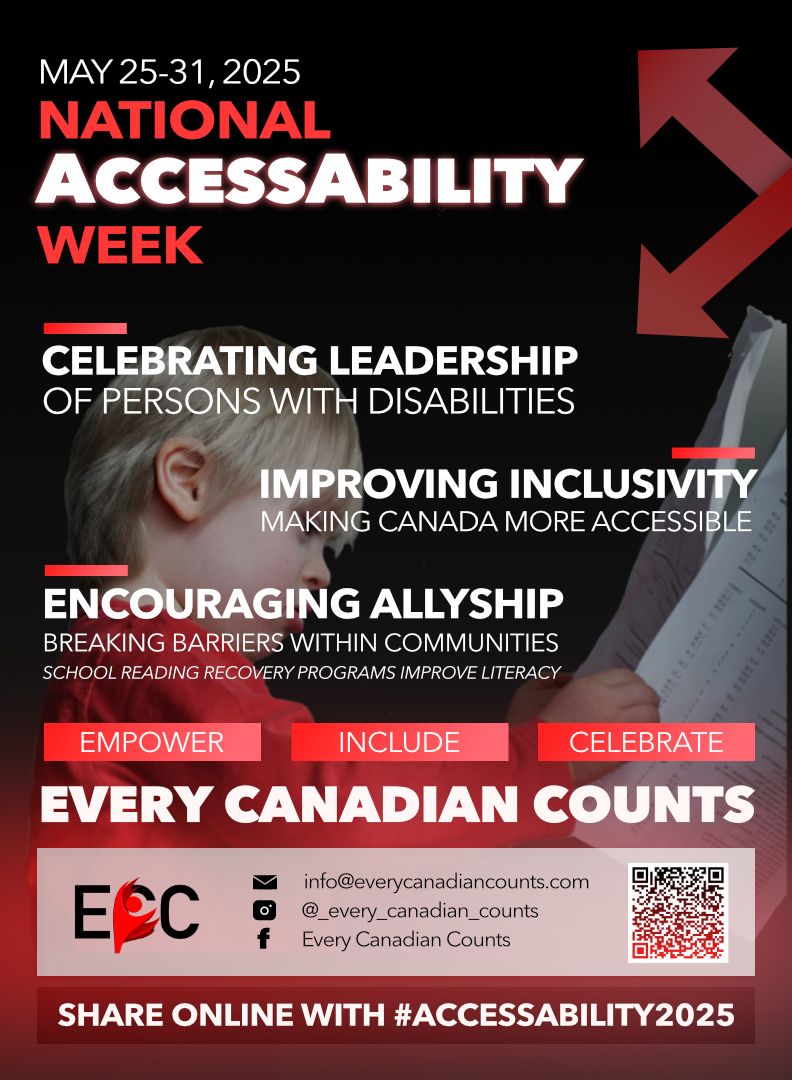 MAY 25-31, 2025
NATIONAL
ACCESSABILITY
WEEK
CELEBRATING LEADERSHIP
OF PERSONS WITH DISABILITIES
IMPROVING INCLUSIVITY
MAKING CANADA MORE ACCESSIBLE
ENCOURAGING ALLYSHIP
BREAKING BARRIERS WITHIN COMMUNITIES
SCHOOL READING RECOVERY PROGRAMS IMPROVE LITERACY
EMPOWER INCLUDE CELEBRATE
EVERY CANADIAN COUNTS
ECC
info@everycanadiancounts.com
@_every_canadian_counts
Every Canadian Counts
SHARE ONLINE WITH #ACCESSABILITY2025